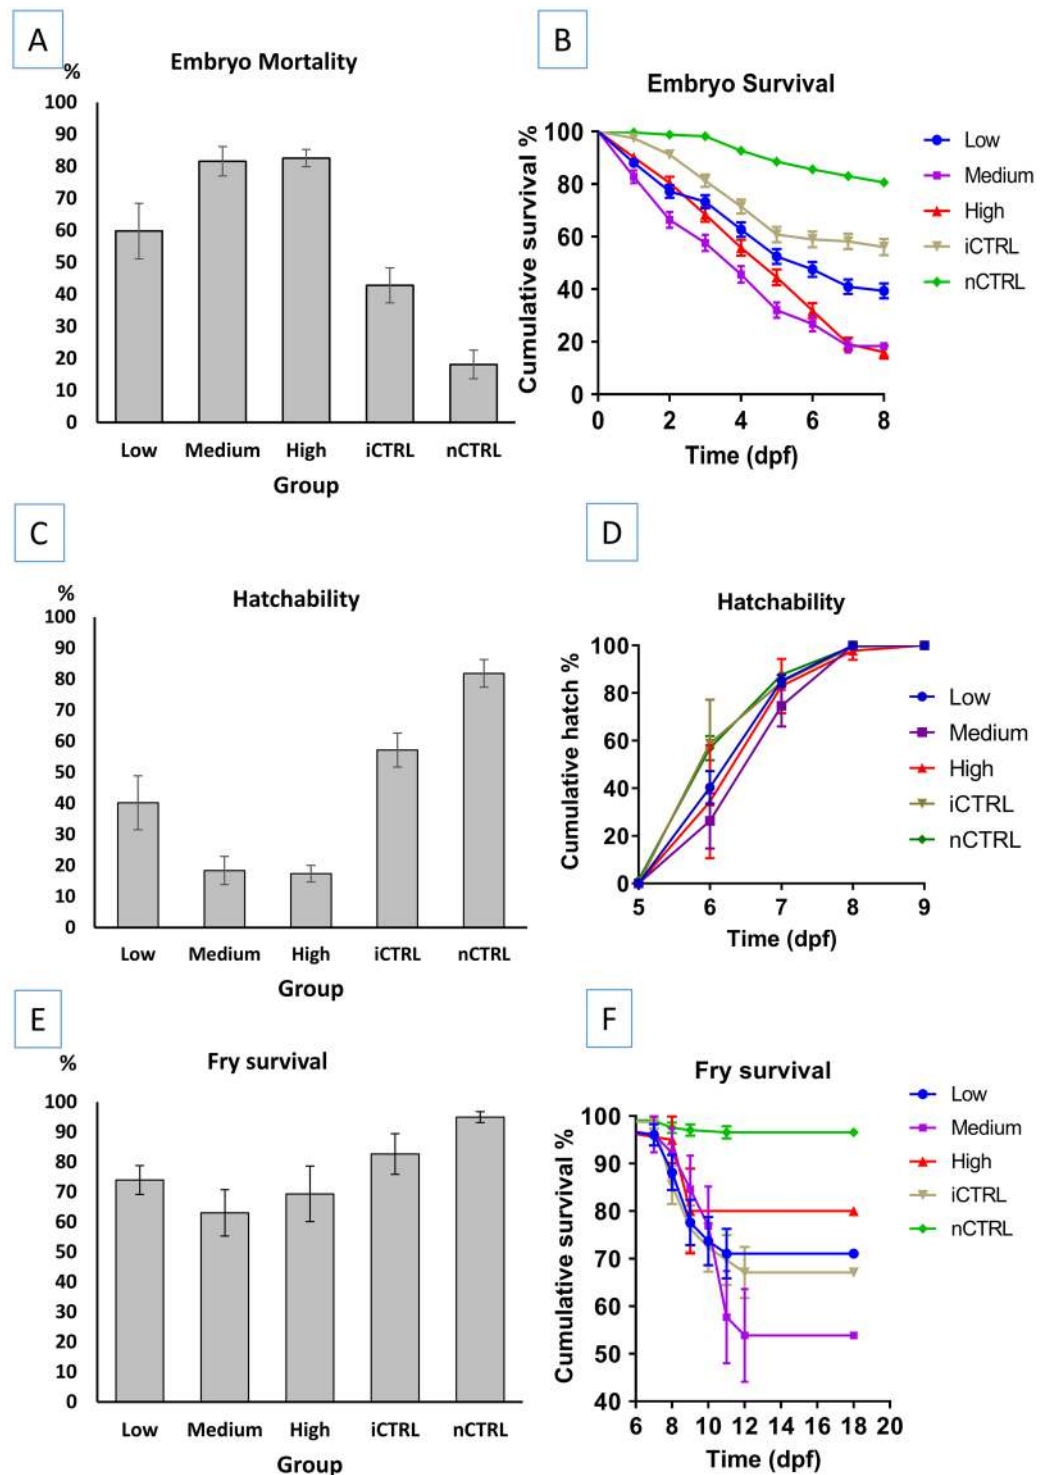 A
Embryo Mortality
%
100
90
80
70
60
50
40
30
20
10
0
Low Medium High iCTRL nCTRL
Group
B
Embryo Survival
Cumulative survival %
100
80
60
40
20
0
0 2 4 6 8
Time (dpf)
Low
Medium
High
iCTRL
nCTRL
C
Hatchability
%
100
90
80
70
60
50
40
30
20
10
0
Low Medium High iCTRL nCTRL
Group
D
Hatchability
Cumulative hatch %
100
80
60
40
20
0
5 6 7 8 9
Time (dpf)
Low
Medium
High
iCTRL
nCTRL
E
Fry survival
%
100
90
80
70
60
50
40
30
20
10
0
Low Medium High iCTRL nCTRL
Group
F
Fry survival
Cumulative survival %
100
90
80
70
60
50
40
6 8 10 12 14 16 18 20
Time (dpf)
Low
Medium
High
iCTRL
nCTRL